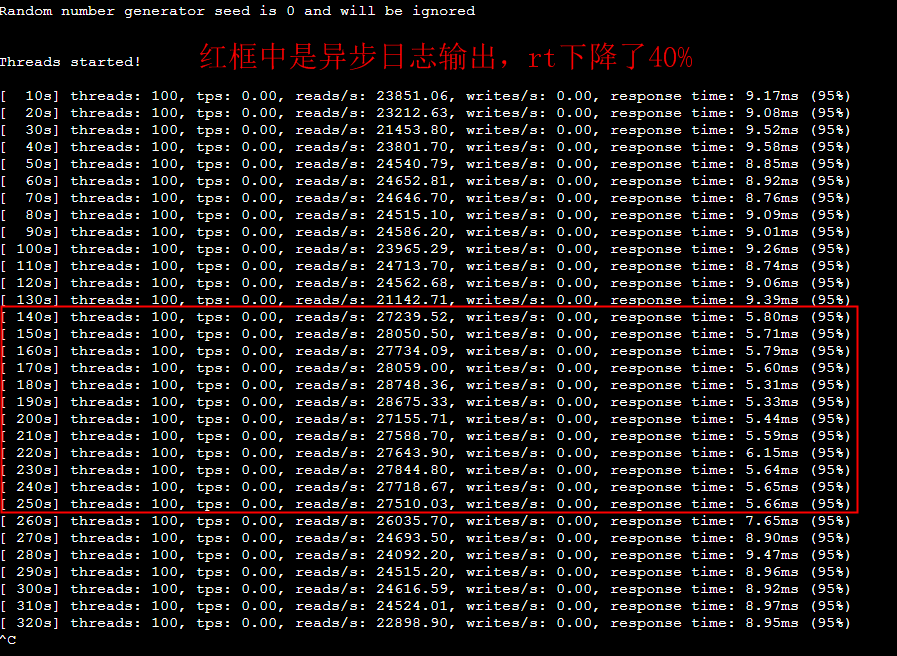 Random number generator seed is 0 and will be ignored
Threads started!
红框中是异步日志输出，rt下降了40%
[  10s] threads: 100, tps: 0.00, reads/s: 23851.06, writes/s: 0.00, response time: 9.17ms (95%)
[  20s] threads: 100, tps: 0.00, reads/s: 23212.63, writes/s: 0.00, response time: 9.08ms (95%)
[  30s] threads: 100, tps: 0.00, reads/s: 21453.80, writes/s: 0.00, response time: 9.52ms (95%)
[  40s] threads: 100, tps: 0.00, reads/s: 23801.70, writes/s: 0.00, response time: 9.58ms (95%)
[  50s] threads: 100, tps: 0.00, reads/s: 24540.79, writes/s: 0.00, response time: 8.85ms (95%)
[  60s] threads: 100, tps: 0.00, reads/s: 24652.81, writes/s: 0.00, response time: 8.92ms (95%)
[  70s] threads: 100, tps: 0.00, reads/s: 24646.70, writes/s: 0.00, response time: 8.76ms (95%)
[  80s] threads: 100, tps: 0.00, reads/s: 24515.10, writes/s: 0.00, response time: 9.09ms (95%)
[  90s] threads: 100, tps: 0.00, reads/s: 24586.20, writes/s: 0.00, response time: 9.01ms (95%)
[ 100s] threads: 100, tps: 0.00, reads/s: 23965.29, writes/s: 0.00, response time: 9.26ms (95%)
[ 110s] threads: 100, tps: 0.00, reads/s: 24713.70, writes/s: 0.00, response time: 8.74ms (95%)
[ 120s] threads: 100, tps: 0.00, reads/s: 24562.68, writes/s: 0.00, response time: 9.06ms (95%)
[ 130s] threads: 100, tps: 0.00, reads/s: 21142.71, writes/s: 0.00, response time: 9.39ms (95%)
[ 140s] threads: 100, tps: 0.00, reads/s: 27239.52, writes/s: 0.00, response time: 5.80ms (95%)
[ 150s] threads: 100, tps: 0.00, reads/s: 28050.50, writes/s: 0.00, response time: 5.71ms (95%)
[ 160s] threads: 100, tps: 0.00, reads/s: 27734.09, writes/s: 0.00, response time: 5.79ms (95%)
[ 170s] threads: 100, tps: 0.00, reads/s: 28059.00, writes/s: 0.00, response time: 5.60ms (95%)
[ 180s] threads: 100, tps: 0.00, reads/s: 28748.36, writes/s: 0.00, response time: 5.31ms (95%)
[ 190s] threads: 100, tps: 0.00, reads/s: 28675.33, writes/s: 0.00, response time: 5.33ms (95%)
[ 200s] threads: 100, tps: 0.00, reads/s: 27155.71, writes/s: 0.00, response time: 5.44ms (95%)
[ 210s] threads: 100, tps: 0.00, reads/s: 27588.70, writes/s: 0.00, response time: 5.59ms (95%)
[ 220s] threads: 100, tps: 0.00, reads/s: 27643.90, writes/s: 0.00, response time: 6.15ms (95%)
[ 230s] threads: 100, tps: 0.00, reads/s: 27844.80, writes/s: 0.00, response time: 5.64ms (95%)
[ 240s] threads: 100, tps: 0.00, reads/s: 27718.67, writes/s: 0.00, response time: 5.65ms (95%)
[ 250s] threads: 100, tps: 0.00, reads/s: 27510.03, writes/s: 0.00, response time: 5.66ms (95%)
[ 260s] threads: 100, tps: 0.00, reads/s: 26035.70, writes/s: 0.00, response time: 7.65ms (95%)
[ 270s] threads: 100, tps: 0.00, reads/s: 24693.50, writes/s: 0.00, response time: 8.90ms (95%)
[ 280s] threads: 100, tps: 0.00, reads/s: 24092.20, writes/s: 0.00, response time: 9.47ms (95%)
[ 290s] threads: 100, tps: 0.00, reads/s: 24515.20, writes/s: 0.00, response time: 8.96ms (95%)
[ 300s] threads: 100, tps: 0.00, reads/s: 24616.59, writes/s: 0.00, response time: 8.92ms (95%)
[ 310s] threads: 100, tps: 0.00, reads/s: 24524.01, writes/s: 0.00, response time: 8.97ms (95%)
[ 320s] threads: 100, tps: 0.00, reads/s: 22898.90, writes/s: 0.00, response time: 8.95ms (95%)
^C